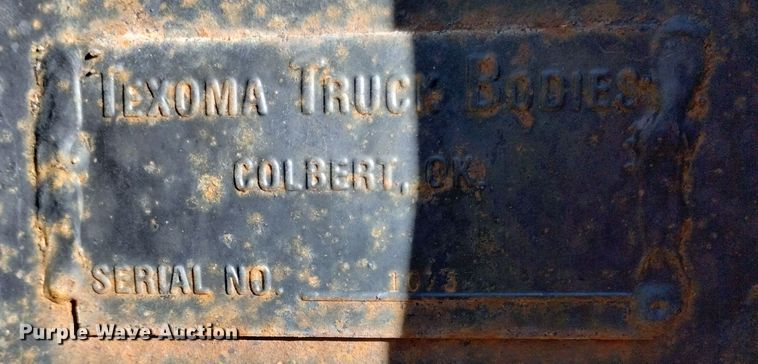 TEXOMA TRUCK BODIES
COLBERT, OK.
SERIAL NO.
Purple Wave Auction